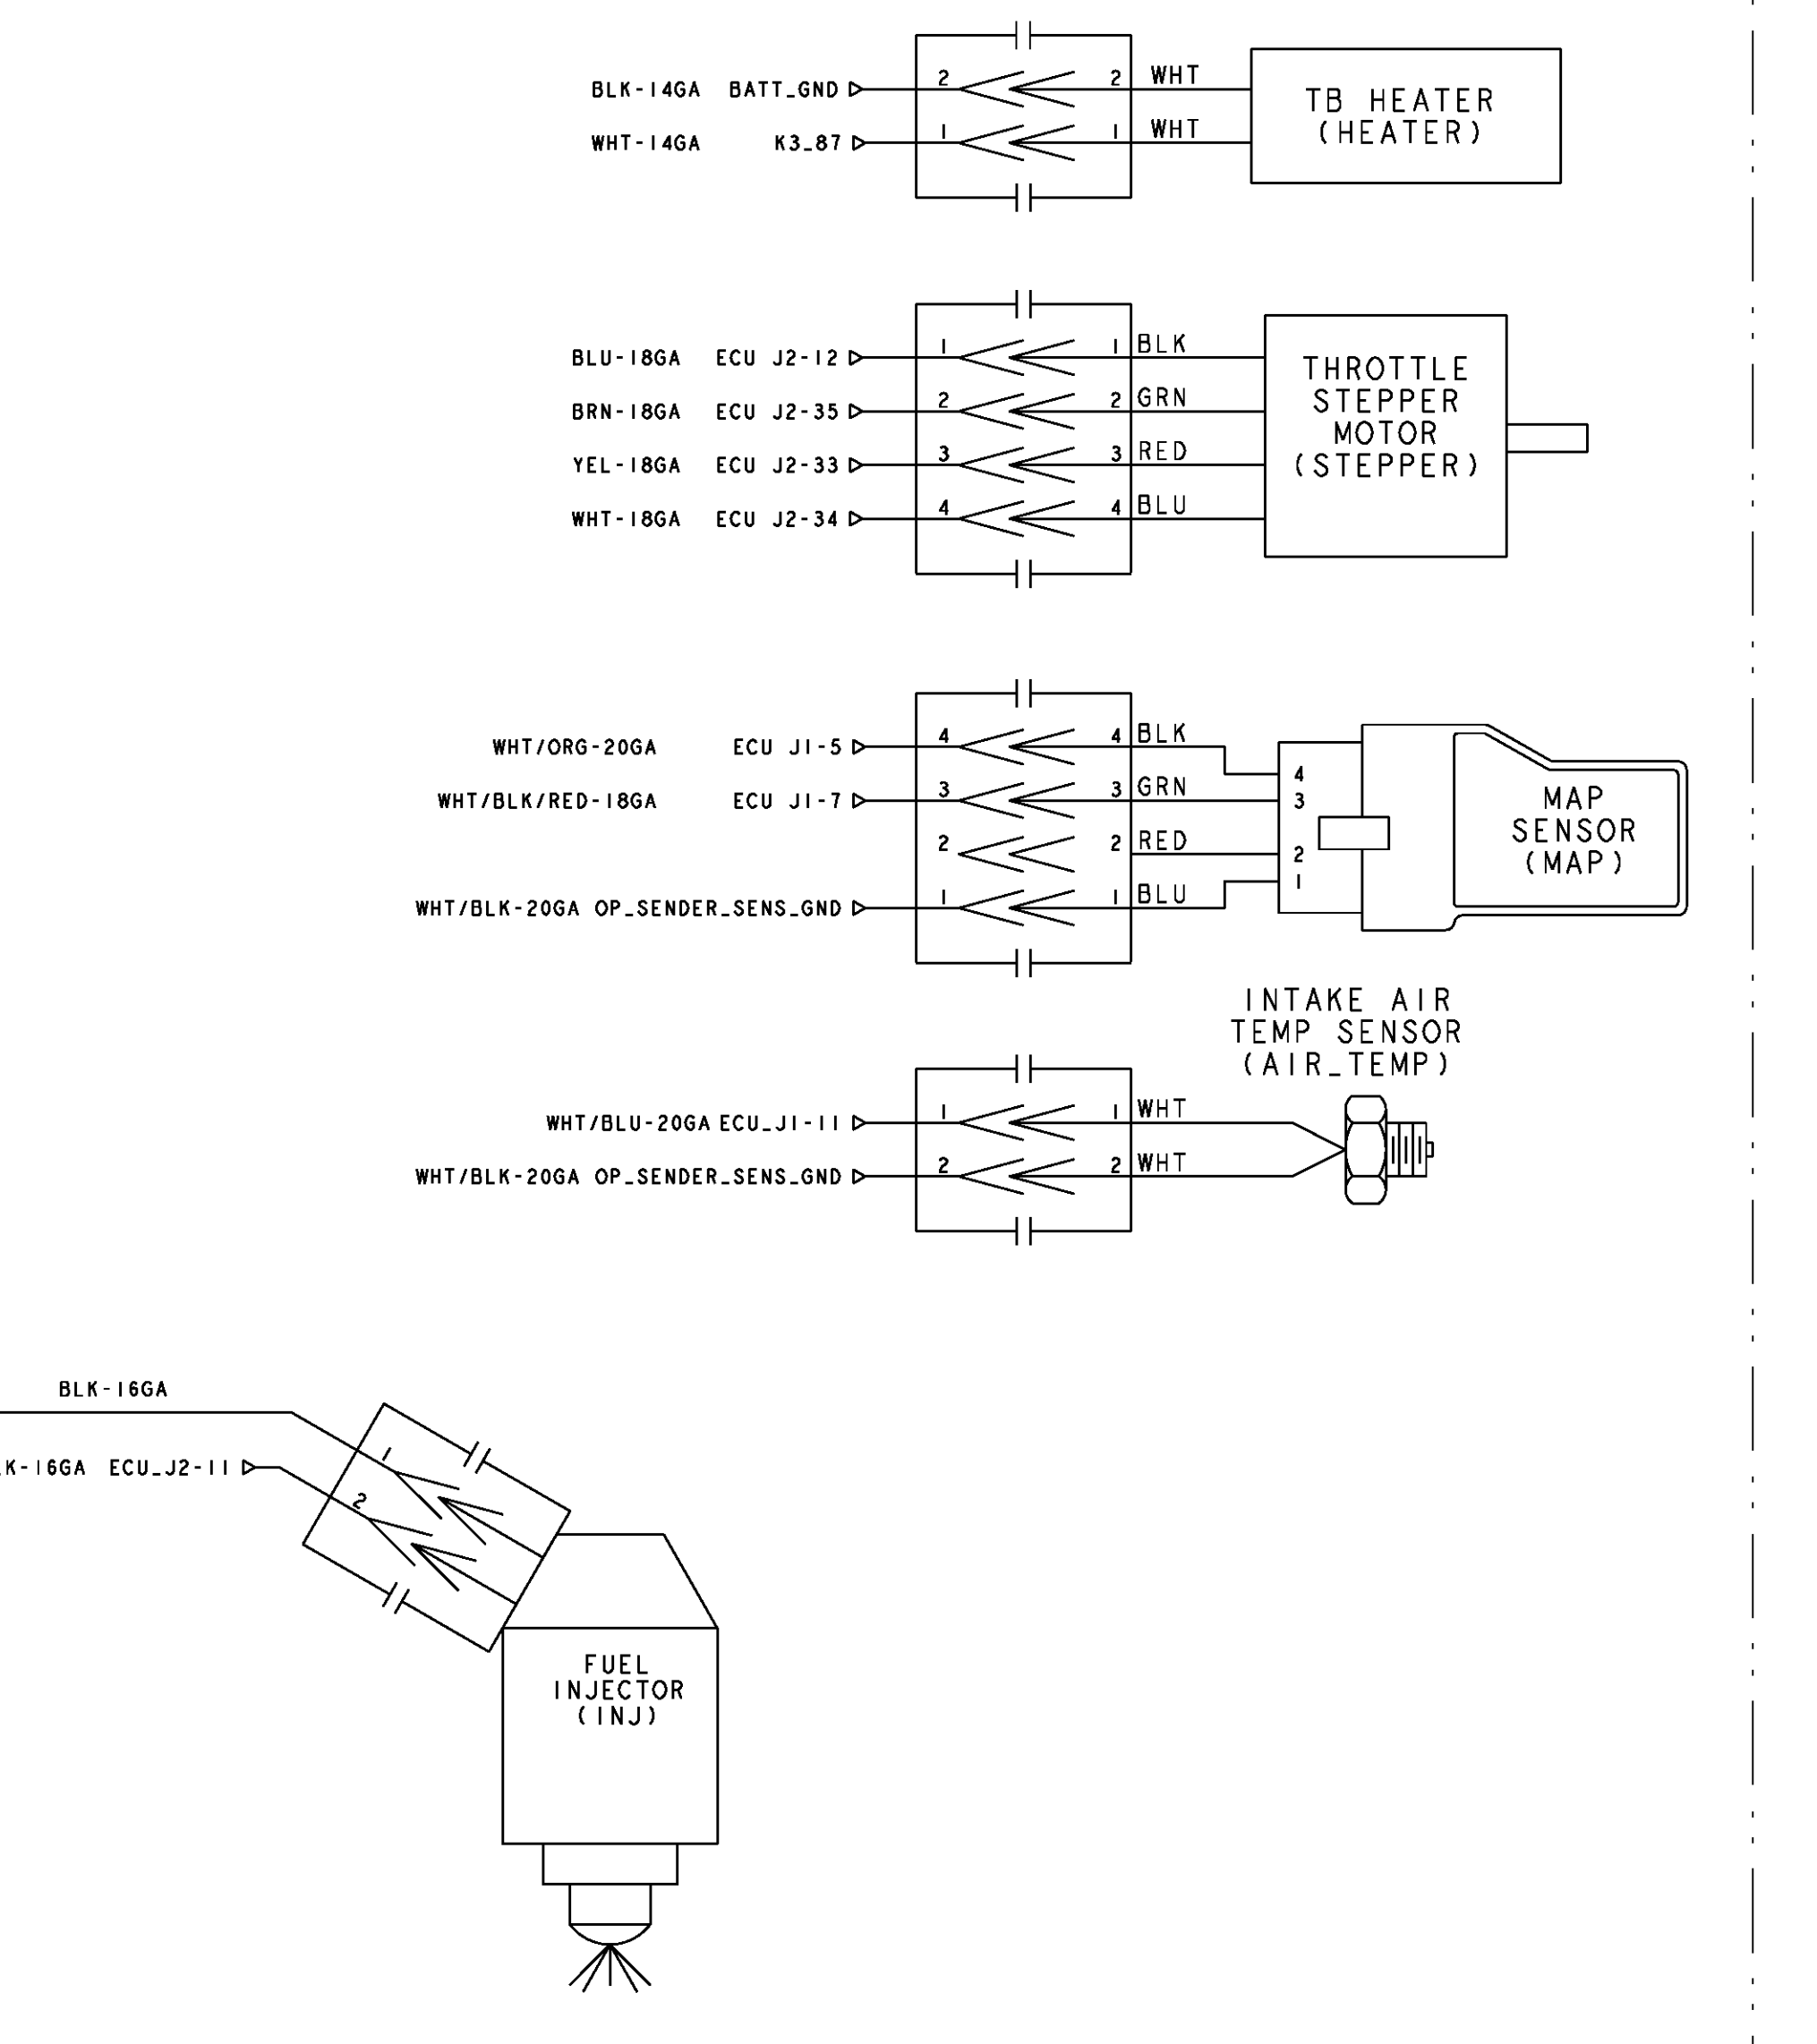 BLK-14GA BATT_GND 2 2 WHT
WHT-14GA K3_87 1 1 WHT
TB HEATER
(HEATER)
BLU-18GA ECU J2-12 1 1 BLK
BRN-18GA ECU J2-35 2 2 GRN
YEL-18GA ECU J2-33 3 3 RED
WHT-18GA ECU J2-34 4 4 BLU
THROTTLE
STEPPER
MOTOR
(STEPPER)
WHT/ORG-20GA ECU J1-5 4 4 BLK 4
WHT/BLK/RED-18GA ECU J1-7 3 3 GRN 3
2 2 RED 2
WHT/BLK-20GA OP_SENDER_SENS_GND 1 1 BLU 1
MAP
SENSOR
(MAP)
INTAKE AIR
TEMP SENSOR
(AIR_TEMP)
WHT/BLU-20GA ECU_J1-11 1 1 WHT
WHT/BLK-20GA OP_SENDER_SENS_GND 2 2 WHT
BLK-16GA
1
K-16GA ECU_J2-11
2
FUEL
INJECTOR
(INJ)